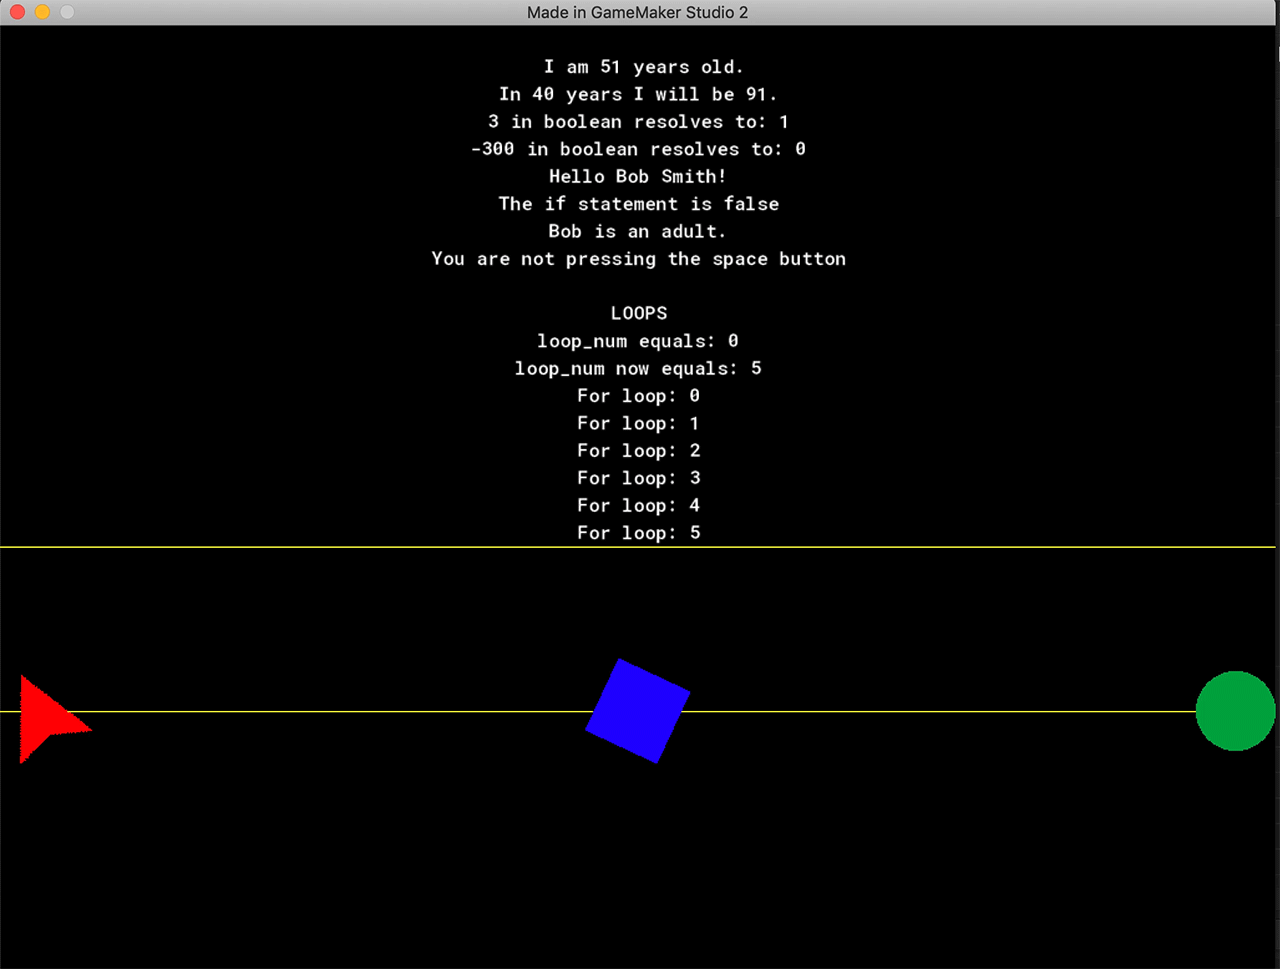 Made in GameMaker Studio 2
I am 51 years old.
In 40 years I will be 91.
3 in boolean resolves to: 1
-300 in boolean resolves to: 0
Hello Bob Smith!
The if statement is false
Bob is an adult.
You are not pressing the space button
LOOPS
loop_num equals: 0
loop_num now equals: 5
For loop: 0
For loop: 1
For loop: 2
For loop: 3
For loop: 4
For loop: 5